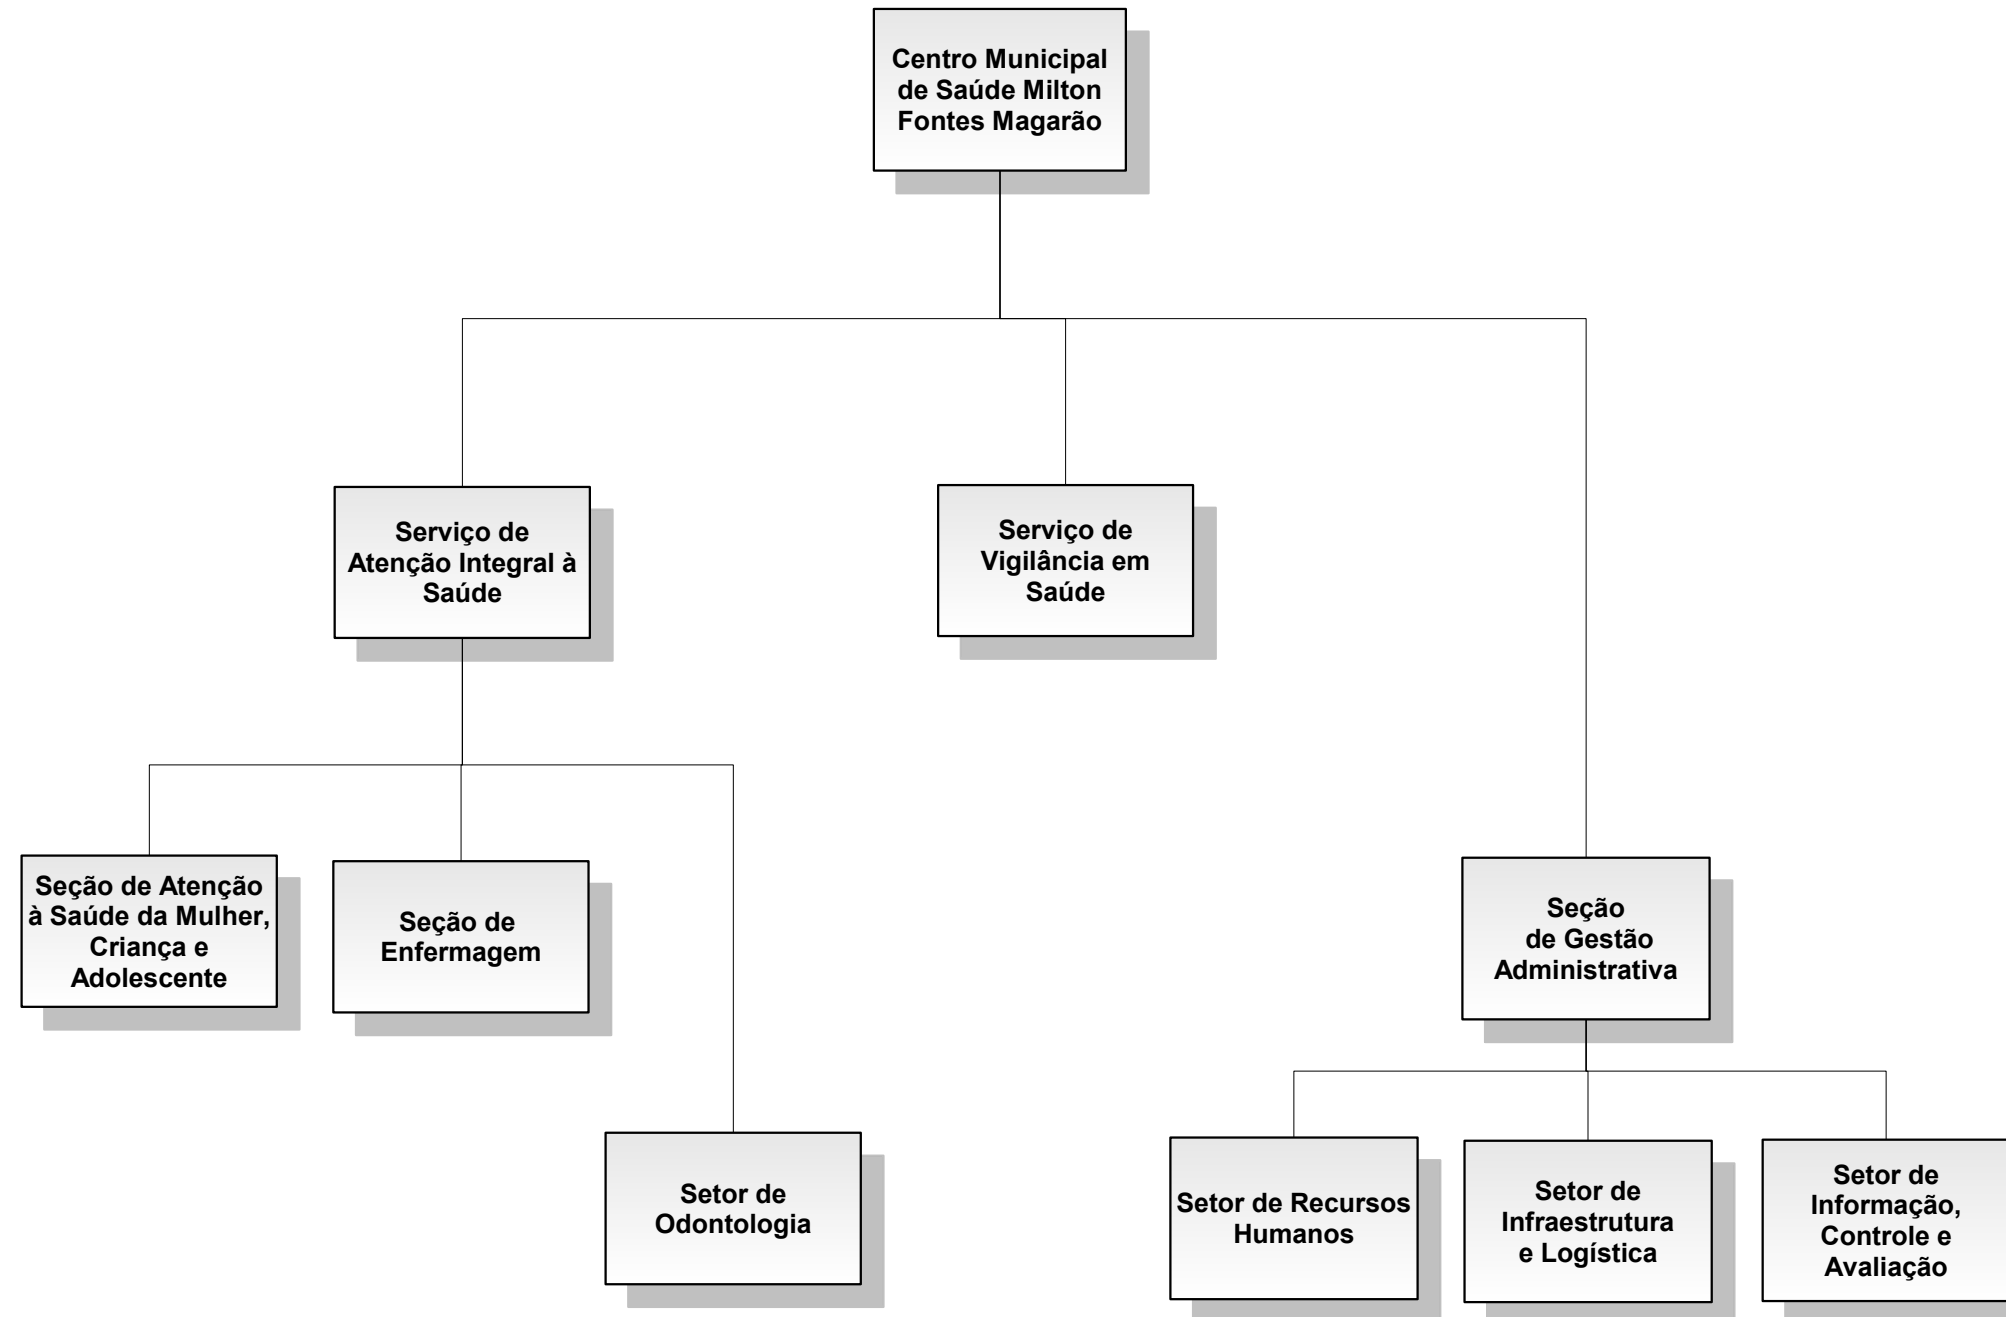 Centro Municipal
de Saúde Milton
Fontes Magarão
Serviço de
Atenção Integral à
Saúde
Serviço de
Vigilância em
Saúde
Seção de Atenção
à Saúde da Mulher,
Criança e
Adolescente
Seção de
Enfermagem
Seção
de Gestão
Administrativa
Setor de
Odontologia
Setor de Recursos
Humanos
Setor de
Infraestrutura
e Logística
Setor de
Informação,
Controle e
Avaliação